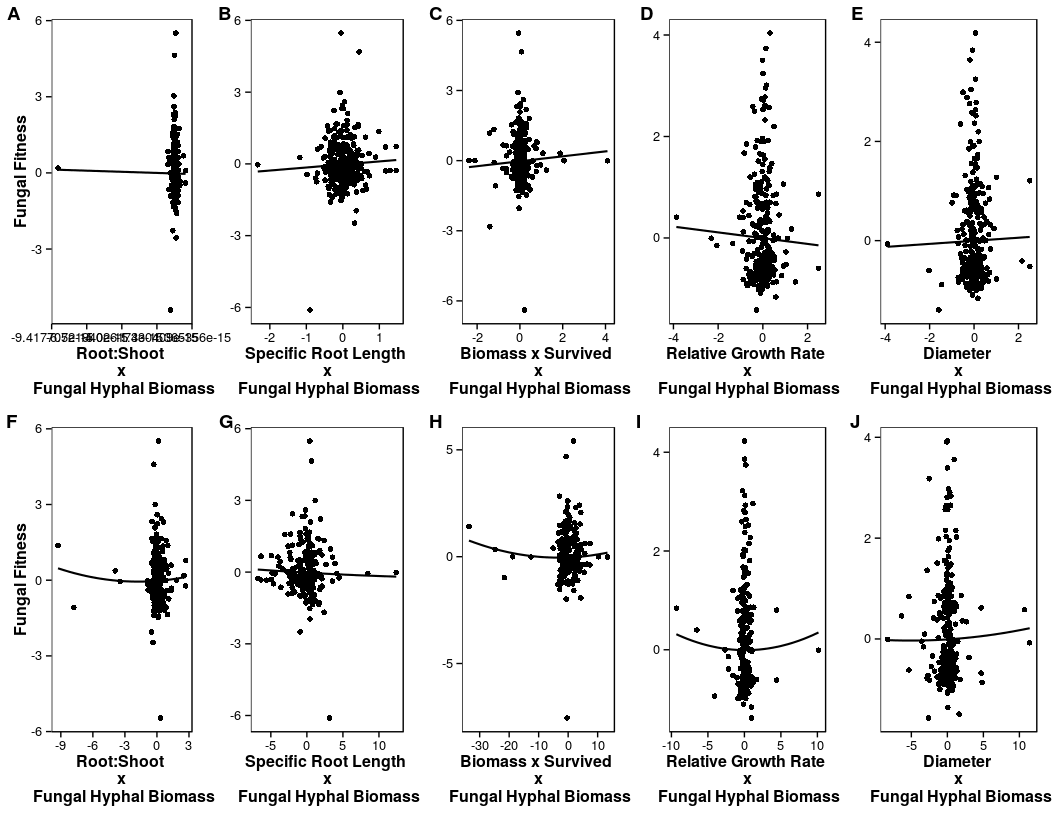 A B C D E
6 6 6
4 4
3 3 3
2 2
0 0 0 0 0
-3 -3 -3
-6 -6
Fungal Fitness
-2 -1 0 1 -2 0 2 4 -4 -2 0 2 -4 -2 0 2
Root:Shoot Specific Root Length Biomass x Survived Relative Growth Rate Diameter
x x x x x
Fungal Hyphal Biomass Fungal Hyphal Biomass Fungal Hyphal Biomass Fungal Hyphal Biomass Fungal Hyphal Biomass
F G H I J
6 6 5 4 4
3 3 2 2
0 0 0 0 0
-3 -3 -5
-6 -6
Fungal Fitness
-9 -6 -3 0 3 -5 0 5 10 -30 -20 -10 0 10 -10 -5 0 5 10 -5 0 5 10
Root:Shoot Specific Root Length Biomass x Survived Relative Growth Rate Diameter
x x x x x
Fungal Hyphal Biomass Fungal Hyphal Biomass Fungal Hyphal Biomass Fungal Hyphal Biomass Fungal Hyphal Biomass